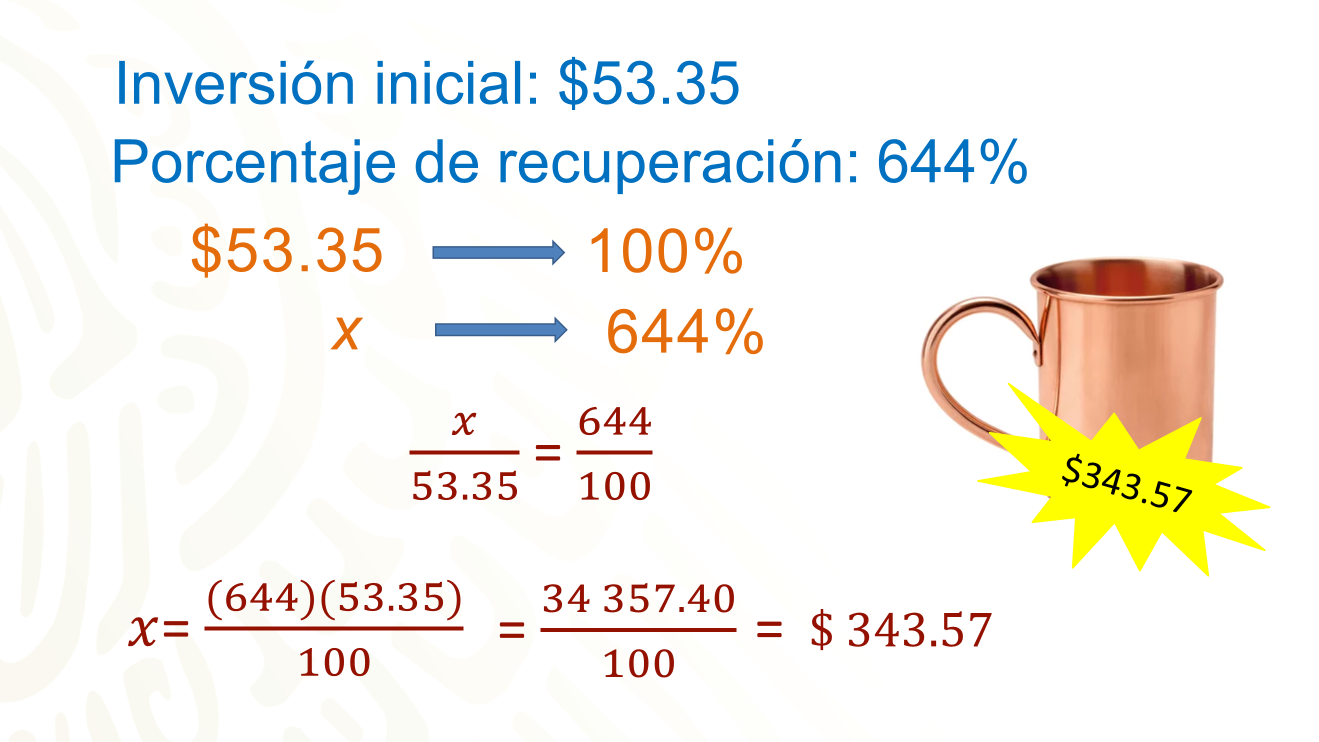 Inversión inicial: $53.35
Porcentaje de recuperación: 644%
$53.35 100%
x 644%
x/53.35 = 644/100
$343.57
x= (644)(53.35)/100 = 34 357.40/100 = $ 343.57